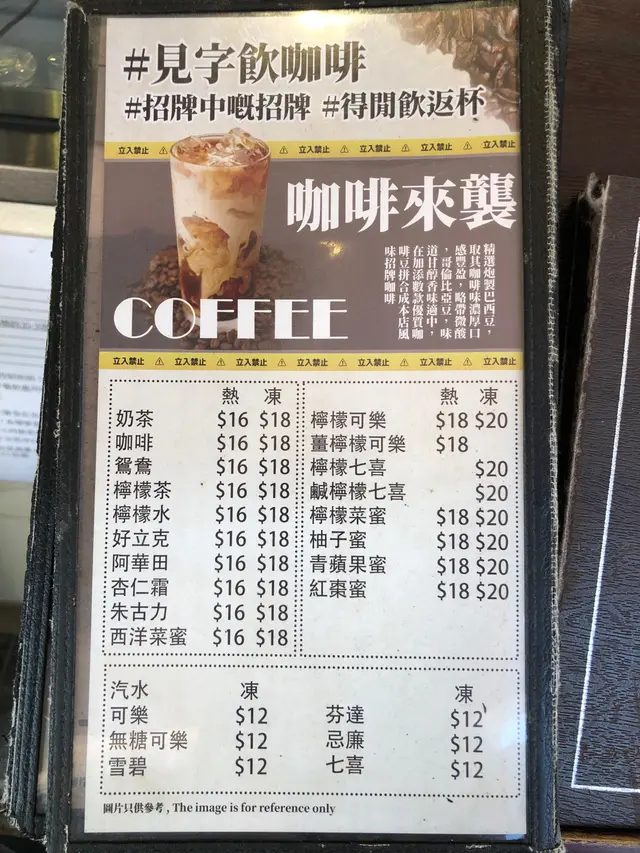 #見字飲咖啡
#招牌中嘅招牌 #得閒飲返杯
立入禁止 ⚠ 立入禁止 ⚠ 立入禁止 ⚠ 立入禁止 ⚠ 立入禁止
咖啡來襲
精選炮製巴西豆，
取其咖啡味濃厚口
感豐盈，略帶微酸
，哥倫比亞豆，味
道甘醇香味適中，
在加添數款優質咖
啡豆拼合成本店風
味招牌咖啡
COFFEE
立入禁止 ⚠ 立入禁止 ⚠ 立入禁止 ⚠ 立入禁止 ⚠ 立入禁止 ⚠ 立入禁止 ⚠ 立入禁止
熱 凍
奶茶 $16 $18
咖啡 $16 $18
鴛鴦 $16 $18
檸檬茶 $16 $18
檸檬水 $16 $18
好立克 $16 $18
阿華田 $16 $18
杏仁霜 $16 $18
朱古力 $16 $18
西洋菜蜜 $16 $18
熱 凍
檸檬可樂 $18 $20
薑檸檬可樂 $18
檸檬七喜 $20
鹹檸檬七喜 $20
檸檬菜蜜 $18 $20
柚子蜜 $18 $20
青蘋果蜜 $18 $20
紅棗蜜 $18 $20
汽水 凍 凍
可樂 $12 芬達 $12
無糖可樂 $12 忌廉 $12
雪碧 $12 七喜 $12
圖片只供參考 , The image is for reference only